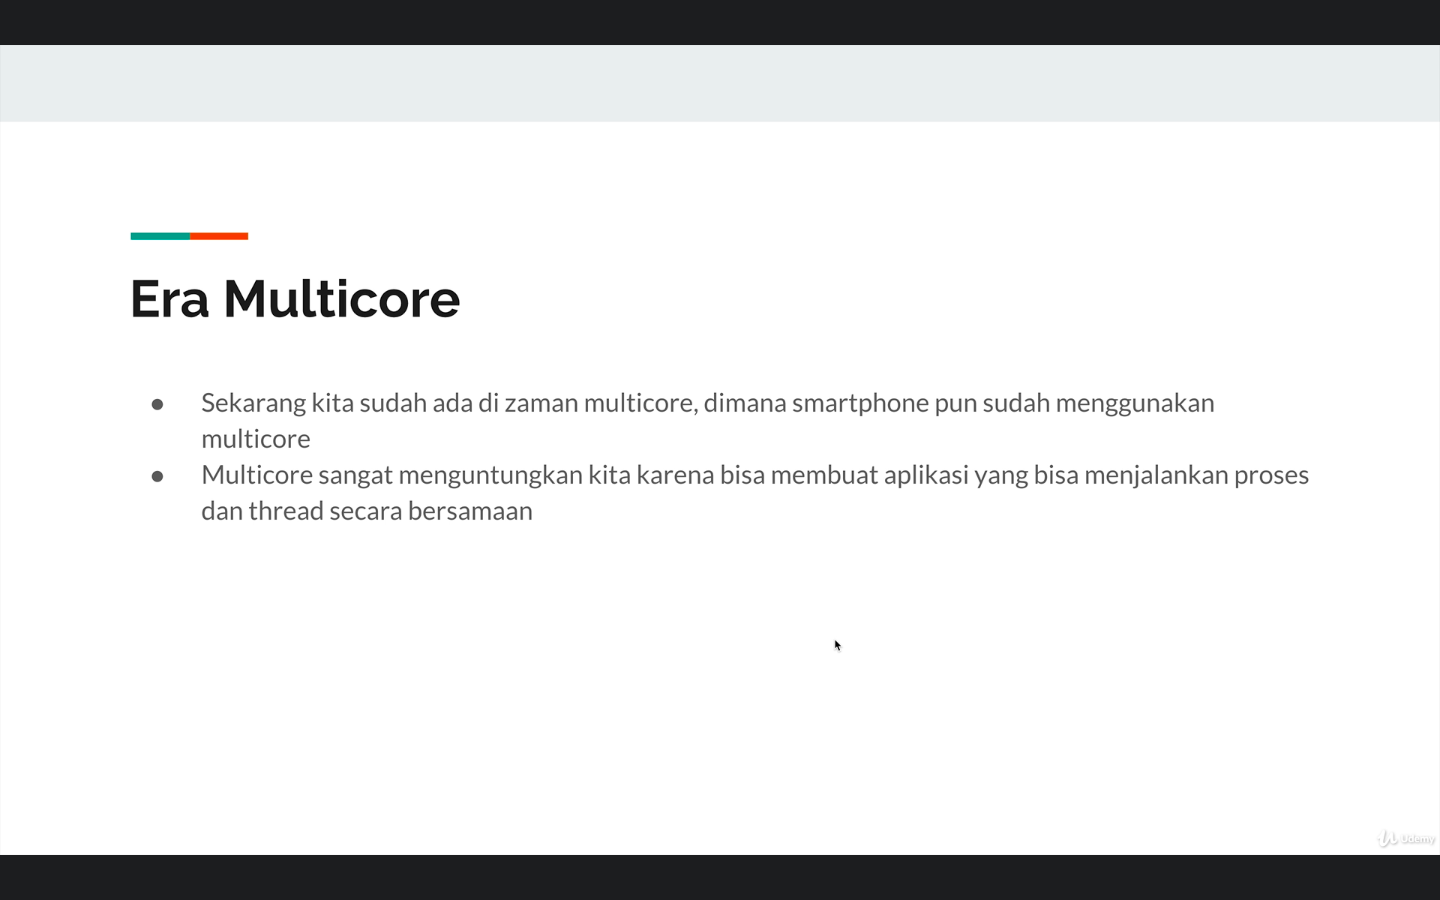 Era Multicore
● Sekarang kita sudah ada di zaman multicore, dimana smartphone pun sudah menggunakan
multicore
● Multicore sangat menguntungkan kita karena bisa membuat aplikasi yang bisa menjalankan proses
dan thread secara bersamaan
Udemy